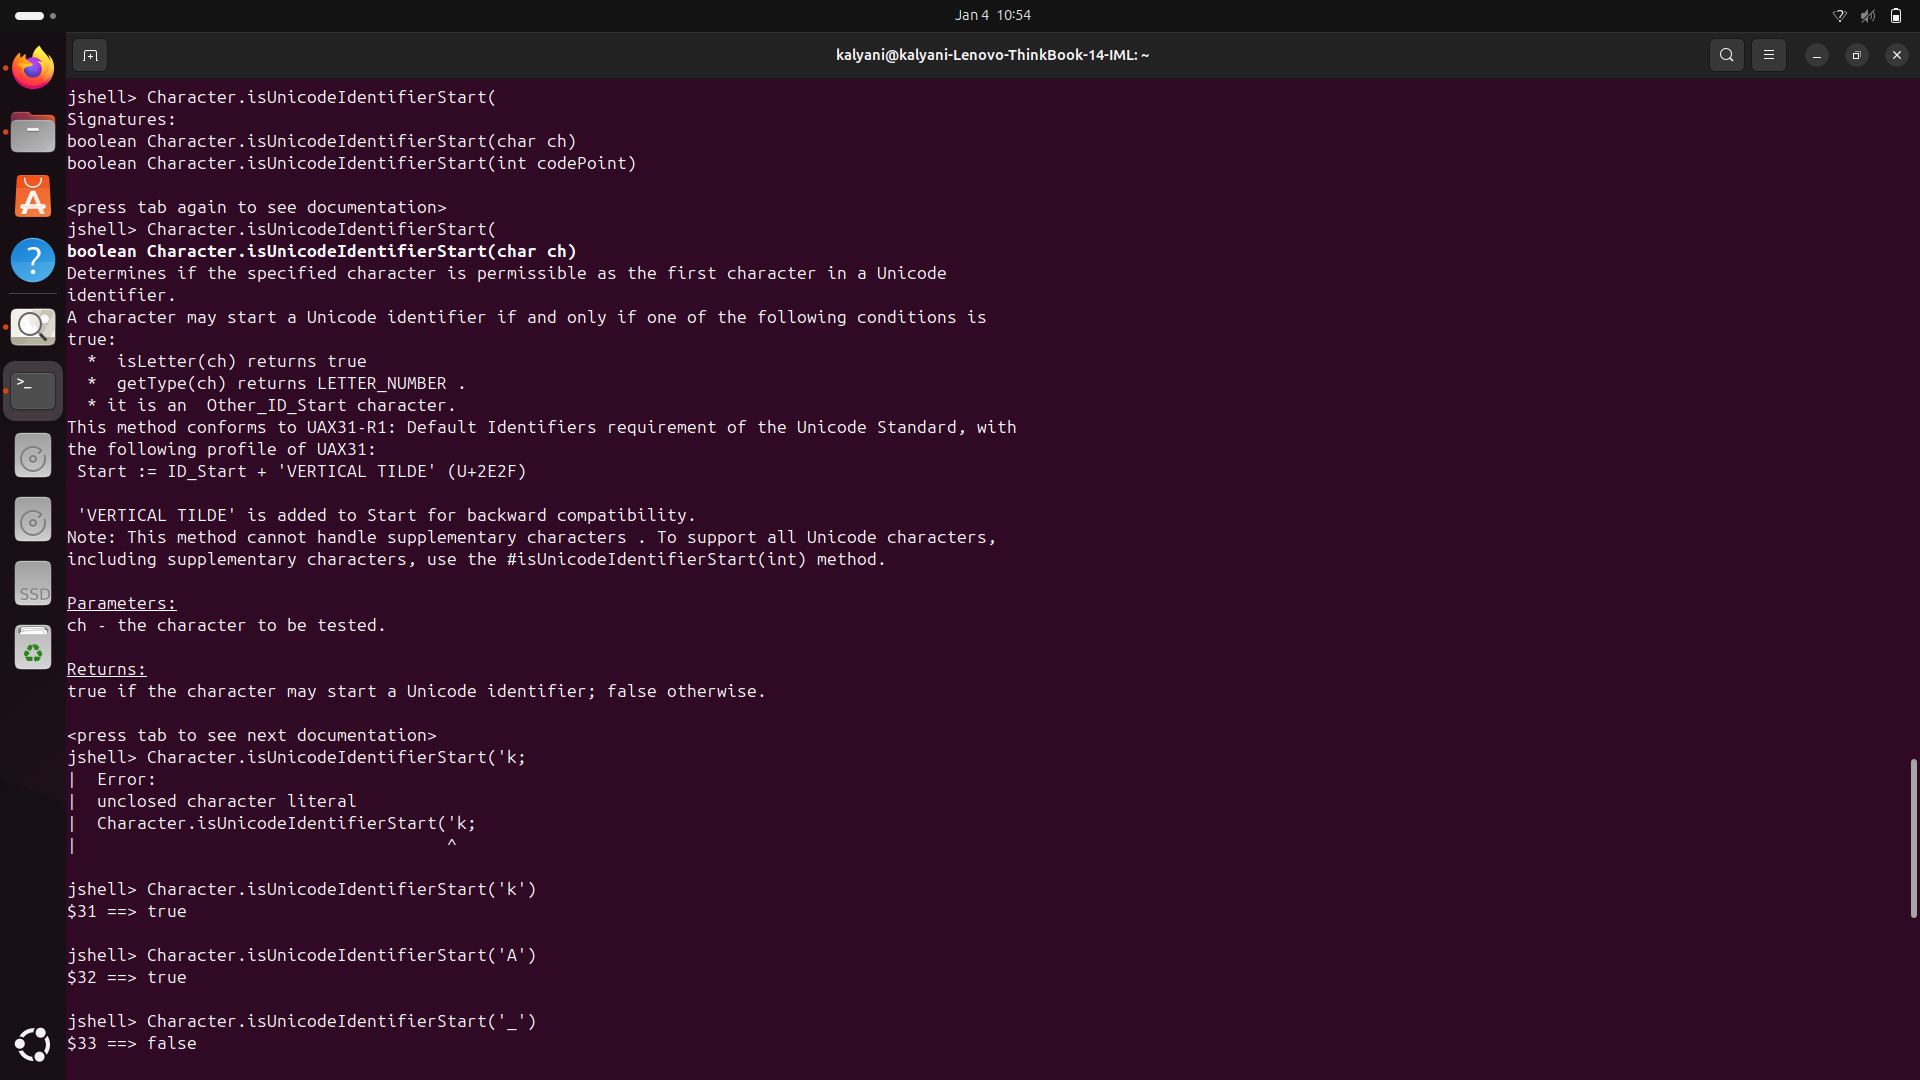 Jan 4 10:54
kalyani@kalyani-Lenovo-ThinkBook-14-IML: ~
jshell> Character.isUnicodeIdentifierStart(
Signatures:
boolean Character.isUnicodeIdentifierStart(char ch)
boolean Character.isUnicodeIdentifierStart(int codePoint)
<press tab again to see documentation>
jshell> Character.isUnicodeIdentifierStart(
boolean Character.isUnicodeIdentifierStart(char ch)
Determines if the specified character is permissible as the first character in a Unicode
identifier.
A character may start a Unicode identifier if and only if one of the following conditions is
true:
  *  isLetter(ch) returns true
  *  getType(ch) returns LETTER_NUMBER .
  * it is an  Other_ID_Start character.
This method conforms to UAX31-R1: Default Identifiers requirement of the Unicode Standard, with
the following profile of UAX31:
 Start := ID_Start + 'VERTICAL TILDE' (U+2E2F)
 'VERTICAL TILDE' is added to Start for backward compatibility.
Note: This method cannot handle supplementary characters . To support all Unicode characters,
including supplementary characters, use the #isUnicodeIdentifierStart(int) method.
Parameters:
ch - the character to be tested.
Returns:
true if the character may start a Unicode identifier; false otherwise.
<press tab to see next documentation>
jshell> Character.isUnicodeIdentifierStart('k;
|  Error:
|  unclosed character literal
|  Character.isUnicodeIdentifierStart('k;
|                                     ^
jshell> Character.isUnicodeIdentifierStart('k')
$31 ==> true
jshell> Character.isUnicodeIdentifierStart('A')
$32 ==> true
jshell> Character.isUnicodeIdentifierStart('_')
$33 ==> false
SSD